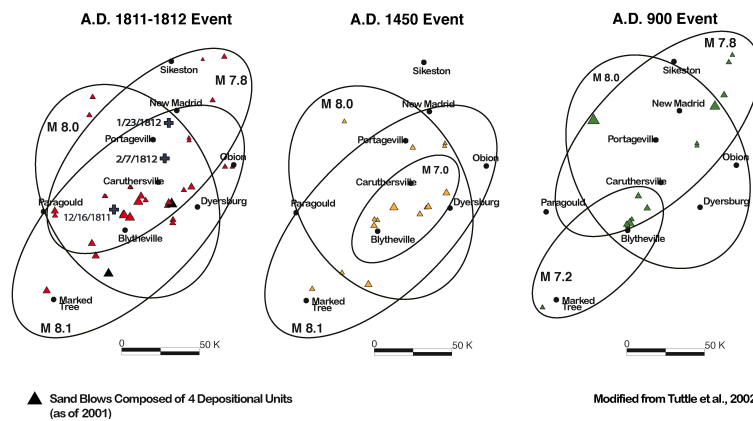 A.D. 1811-1812 Event
Sikeston
M 7.8
New Madrid
M 8.0
1/23/1812
Portageville
2/7/1812
Obion
Caruthersville
Paragould
Dyersburg
12/16/1811
Blytheville
Marked
Tree
M 8.1
0 50 K
A.D. 1450 Event
Sikeston
M 8.0
New Madrid
Portageville
Obion
M 7.0
Caruthersville
Paragould
Dyersburg
Blytheville
Marked
Tree
M 8.1
0 50 K
A.D. 900 Event
M 7.8
Sikeston
M 8.0
New Madrid
Portageville
Obion
Caruthersville
Paragould
Dyersburg
Blytheville
M 7.2
Marked
Tree
0 50 K
Sand Blows Composed of 4 Depositional Units
(as of 2001)
Modified from Tuttle et al., 2002